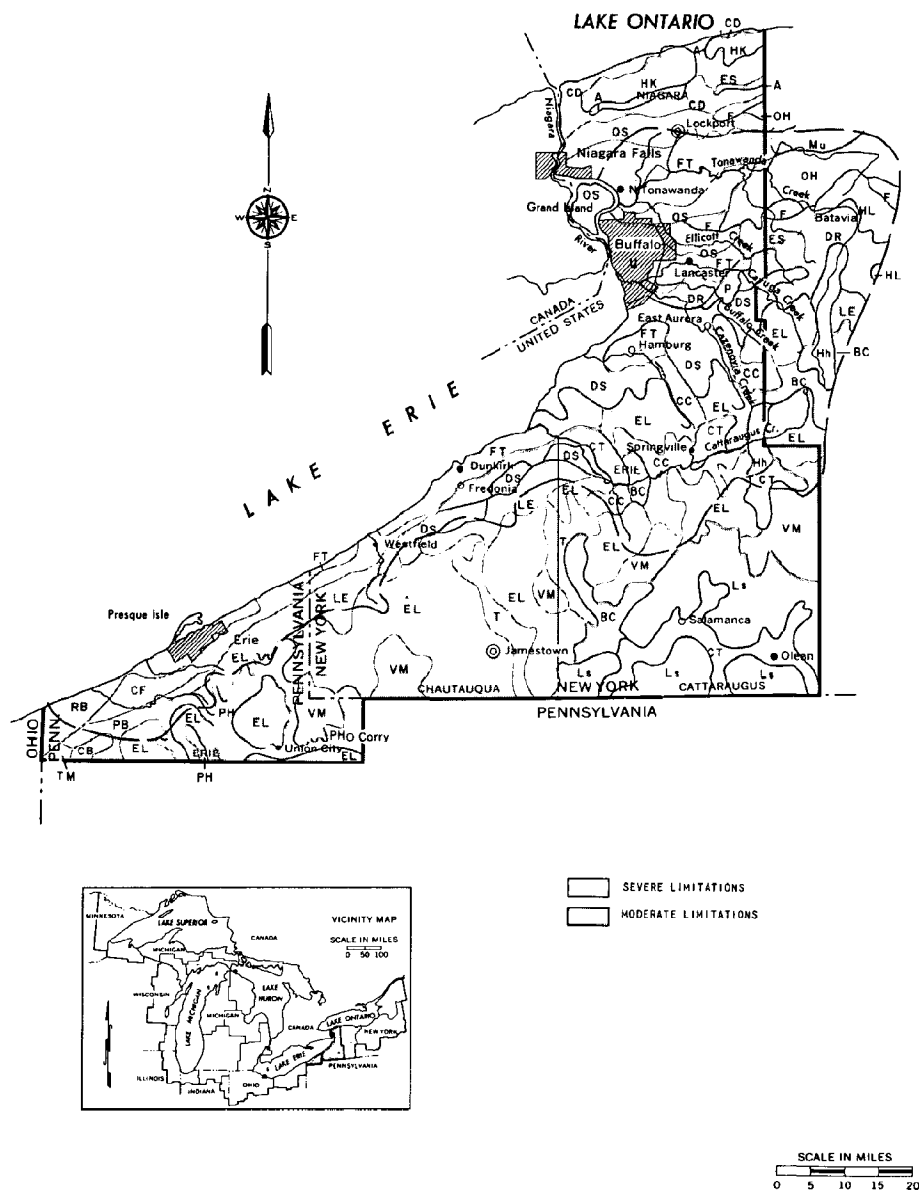 LAKE ONTARIO
CD
A
HK
CD
HK
ES
A
A
NIAGARA
CD
F
OH
Niagara
OS
Lockport
Niagara Falls
FT
Tonawanda
Mu
OH
OS
N.Tonawanda
Creek
F
Grand Island
OS
F
F
Batavia
HL
River
Buffalo
U
Ellicott Creek
ES
DR
OS
Lancaster
FT
Cayuga Creek
HL
P
DS
DR
Buffalo Creek
LE
CANADA
UNITED STATES
East Aurora
FT
Cazenovia Creek
EL
Hamburg
Hh
BC
DS
DS
CC
CC
EL
BC
LAKE ERIE
EL
CT
Cattaraugus Cr.
EL
FT
CT
Springville
Dunkirk
DS
ERIE
CC
Hh
Fredonia
DS
BC
CT
LE
EL
CC
EL
DS
VM
Westfield
T
EL
VM
FT
LE
EL
EL
VM
Ls
Presque Isle
PENNSYLVANIA
NEW YORK
T
BC
Salamanca
Erie
EL
Jamestown
CT
Olean
VM
Ls
Ls
Ls
CF
CHAUTAUQUA
NEW YORK
CATTARAUGUS
RB
PH
EL
VM
PENNSYLVANIA
PB
EL
OHIO
PENN.
CB
EL
ERIE
Union City
PH
O Corry
EL
TM
PH
SEVERE LIMITATIONS
MODERATE LIMITATIONS
VICINITY MAP
SCALE IN MILES
0 50 100
MINNESOTA
LAKE SUPERIOR
CANADA
MICHIGAN
WISCONSIN
LAKE MICHIGAN
MICHIGAN
LAKE HURON
CANADA
LAKE ONTARIO
NEW YORK
LAKE ERIE
PENNSYLVANIA
ILLINOIS
INDIANA
OHIO
SCALE IN MILES
0 5 10 15 20